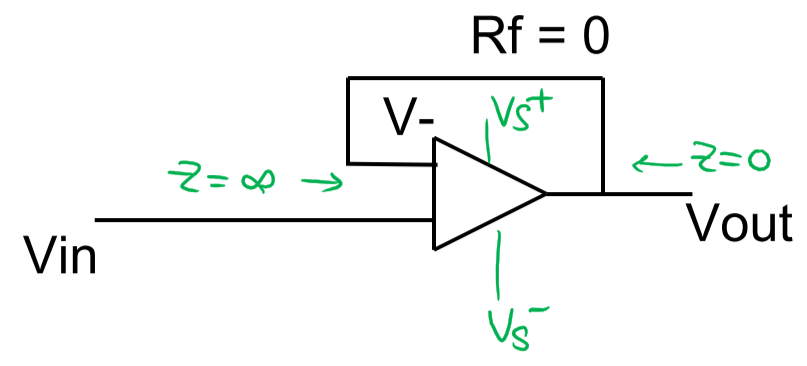 Rf = 0
V-
Vs+
Z=∞ →
← Z=0
Vin
Vout
Vs-